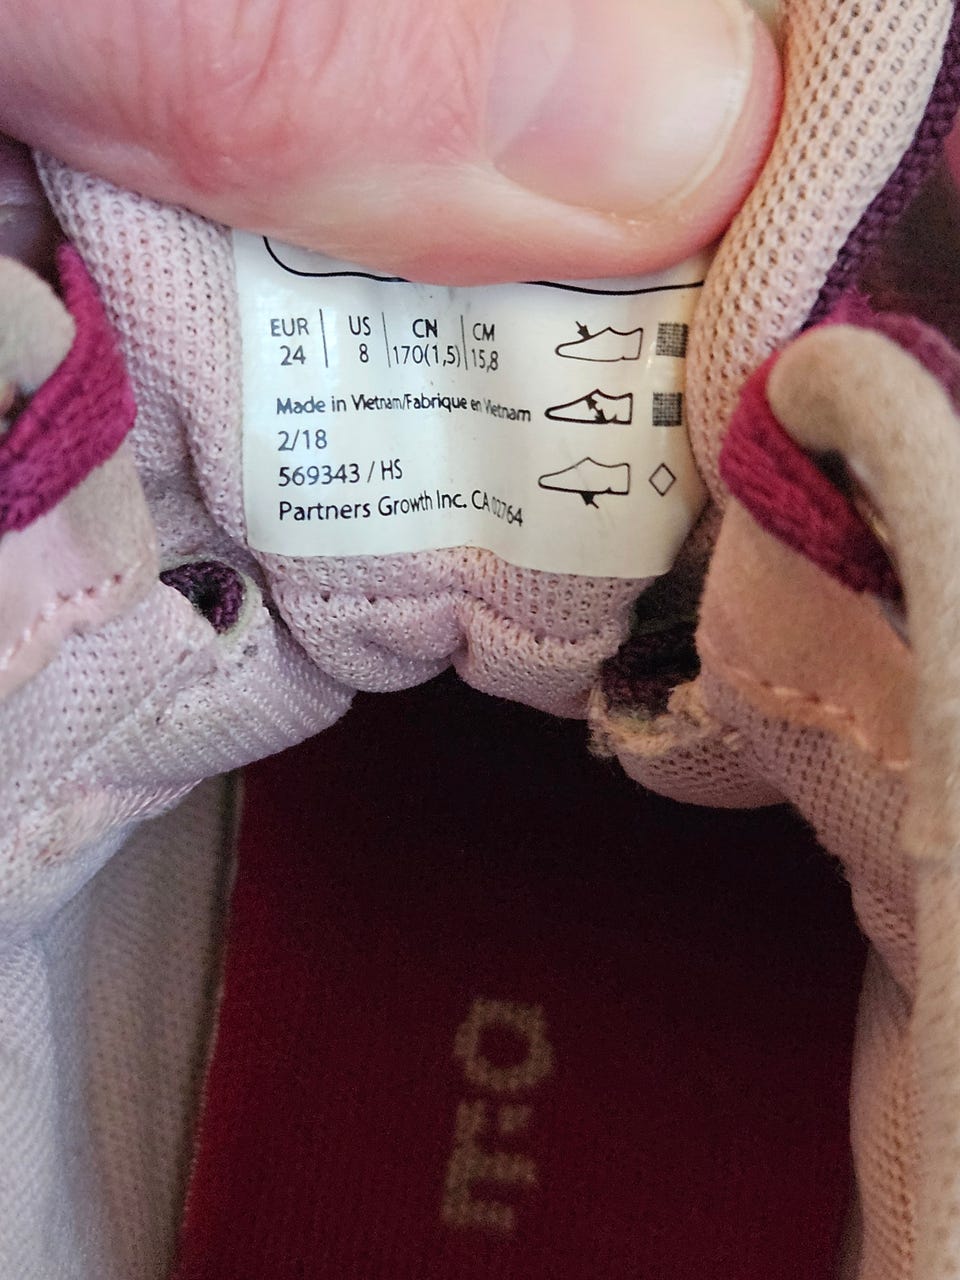 EUR | US | CN | CM
24 | 8 | 170(1,5) | 15,8
Made in Vietnam/Fabrique en Vietnam
2/18
569343 / HS
Partners Growth Inc. CA 02764